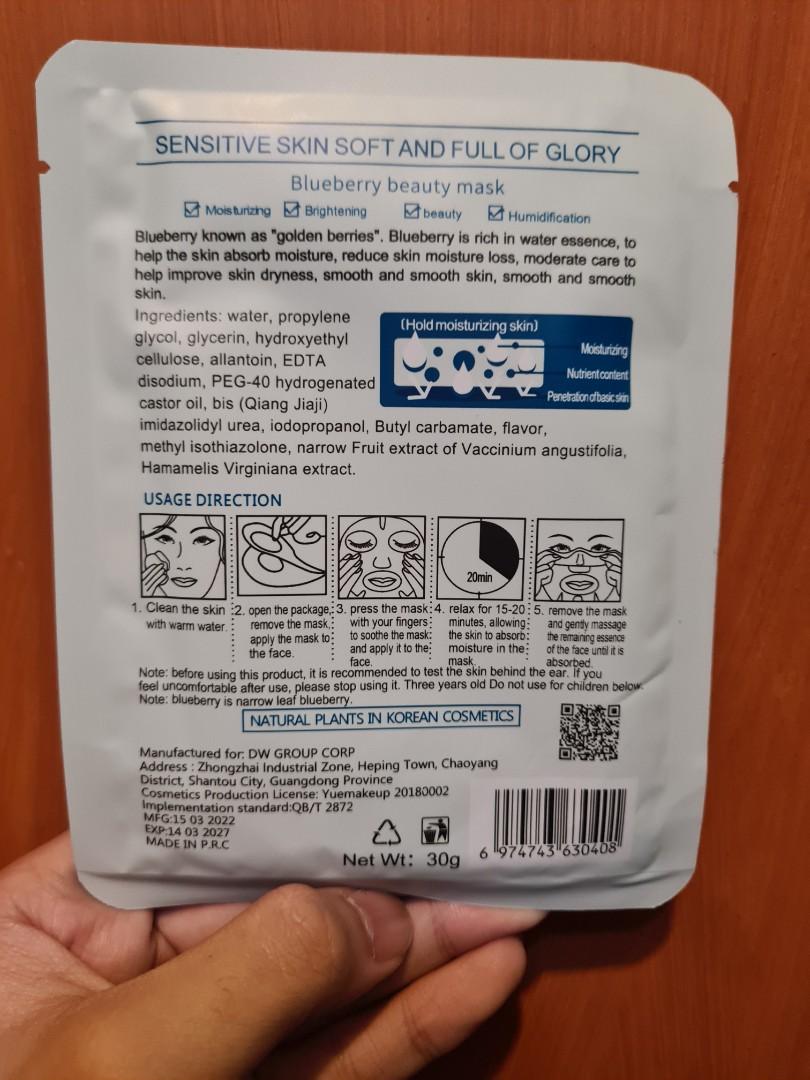 SENSITIVE SKIN SOFT AND FULL OF GLORY
Blueberry beauty mask
Moisturizing Brightening beauty Humidification
Blueberry known as "golden berries". Blueberry is rich in water essence, to
help the skin absorb moisture, reduce skin moisture loss, moderate care to
help improve skin dryness, smooth and smooth skin, smooth and smooth
skin.
Ingredients: water, propylene
glycol, glycerin, hydroxyethyl
cellulose, allantoin, EDTA
disodium, PEG-40 hydrogenated
castor oil, bis (Qiang Jiaji)
imidazolidyl urea, iodopropanol, Butyl carbamate, flavor,
methyl isothiazolone, narrow Fruit extract of Vaccinium angustifolia,
Hamamelis Virginiana extract.
(Hold moisturizing skin)
Moisturizing
Nutrient content
Penetration of basic skin
USAGE DIRECTION
20min
1. Clean the skin
with warm water.
2. open the package,
remove the mask,
apply the mask to
the face.
3. press the mask
with your fingers
to soothe the mask
and apply it to the
face.
4. relax for 15-20
minutes, allowing
the skin to absorb
moisture in the
mask.
5. remove the mask
and gently massage
the remaining essence
of the face until it is
absorbed.
Note: before using this product, it is recommended to test the skin behind the ear. If you
feel uncomfortable after use, please stop using it. Three years old Do not use for children below.
Note: blueberry is narrow leaf blueberry.
NATURAL PLANTS IN KOREAN COSMETICS
Manufactured for: DW GROUP CORP
Address : Zhongzhai Industrial Zone, Heping Town, Chaoyang
District, Shantou City, Guangdong Province
Cosmetics Production License: Yuemakeup 20180002
Implementation standard:QB/T 2872
MFG:15 03 2022
EXP:14 03 2027
MADE IN P.R.C
Net Wt: 30g
6 974743 630408